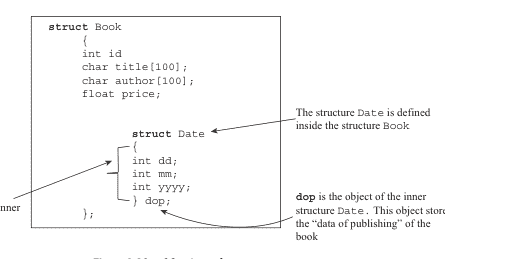 struct Book
{
int id
char title[100];
char author[100];
float price;
struct Date
{
int dd;
int mm;
int yyyy;
} dop;
};
The structure Date is defined
inside the structure Book
nner
dop is the object of the inner
structure Date. This object store
the “data of publishing” of the
book